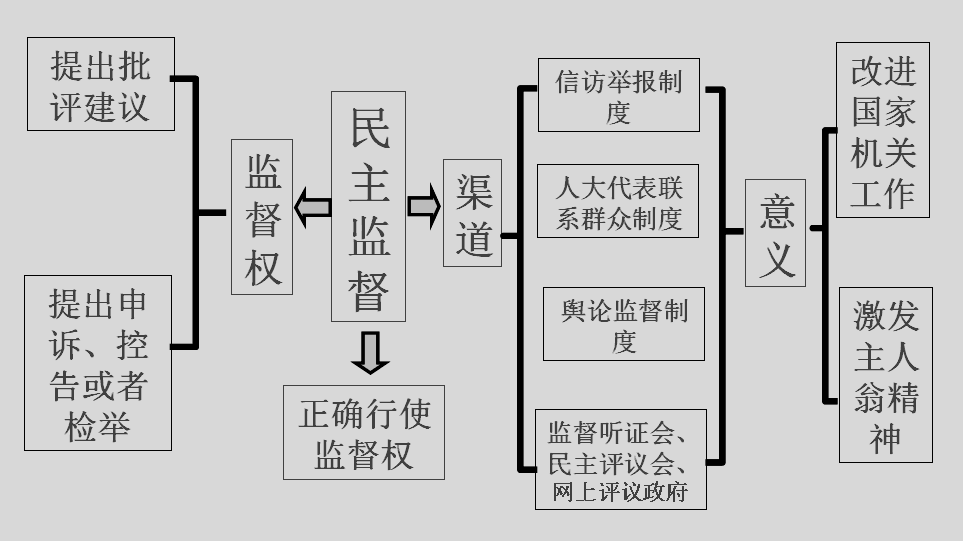 提出批
评建议
提出申
诉、控
告或者
检举
监
督
权
民
主
监
督
正确行使
监督权
渠
道
信访举报制
度
人大代表联
系群众制度
舆论监督制
度
监督听证会、
民主评议会、
网上评议政府
意
义
改进
国家
机关
工作
激发
主人
翁精
神